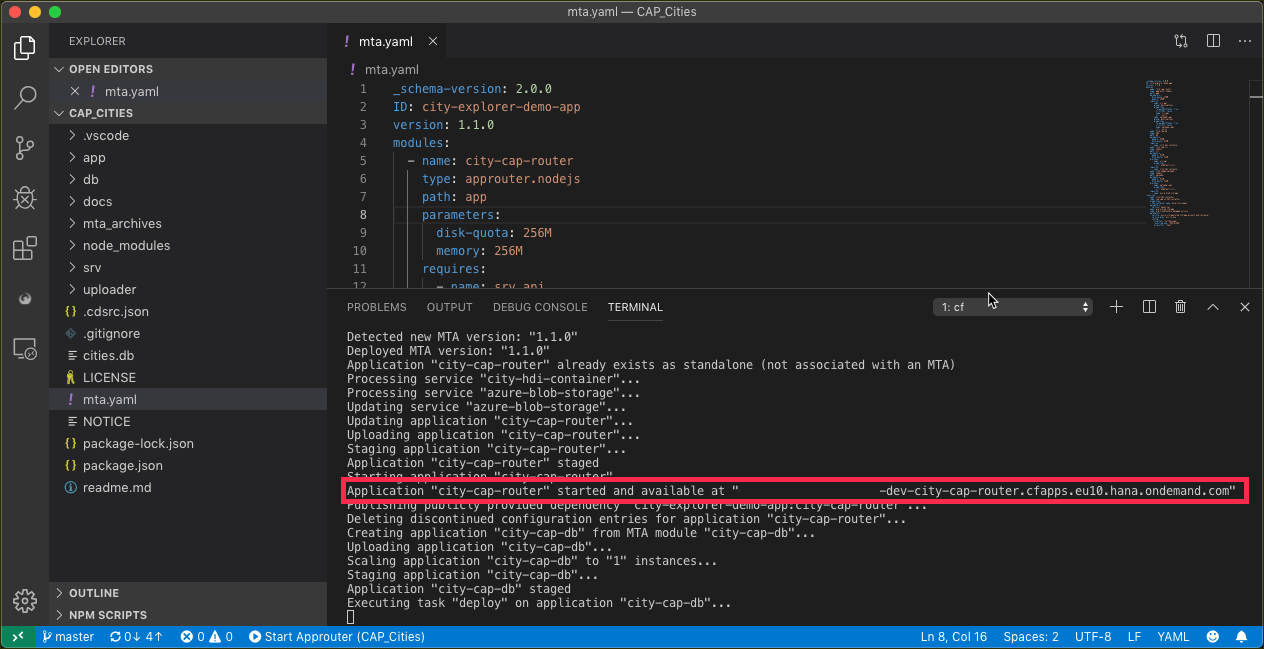 mta.yaml — CAP_Cities
EXPLORER
OPEN EDITORS
mta.yaml
CAP_CITIES
.vscode
app
db
docs
mta_archives
node_modules
srv
uploader
.cdsrc.json
.gitignore
cities.db
LICENSE
mta.yaml
NOTICE
package-lock.json
package.json
readme.md
OUTLINE
NPM SCRIPTS
mta.yaml
mta.yaml
1 _schema-version: 2.0.0
2 ID: city-explorer-demo-app
3 version: 1.1.0
4 modules:
5 - name: city-cap-router
6 type: approuter.nodejs
7 path: app
8 parameters:
9 disk-quota: 256M
10 memory: 256M
11 requires:
12 - name: srv_api
PROBLEMS OUTPUT DEBUG CONSOLE TERMINAL 1: cf
Detected new MTA version: "1.1.0"
Deployed MTA version: "1.1.0"
Application "city-cap-router" already exists as standalone (not associated with an MTA)
Processing service "city-hdi-container"...
Processing service "azure-blob-storage"...
Updating service "azure-blob-storage"...
Updating application "city-cap-router"...
Uploading application "city-cap-router"...
Staging application "city-cap-router"...
Application "city-cap-router" staged
Starting application "city-cap-router"
Application "city-cap-router" started and available at " -dev-city-cap-router.cfapps.eu10.hana.ondemand.com"
Publishing publicly provided dependency "city-explorer-demo-app:city-cap-router"...
Deleting discontinued configuration entries for application "city-cap-router"...
Creating application "city-cap-db" from MTA module "city-cap-db"...
Uploading application "city-cap-db"...
Scaling application "city-cap-db" to "1" instances...
Staging application "city-cap-db"...
Application "city-cap-db" staged
Executing task "deploy" on application "city-cap-db"...
master 0↓ 4↑ 0 0 Start Approuter (CAP_Cities) Ln 8, Col 16 Spaces: 2 UTF-8 LF YAML